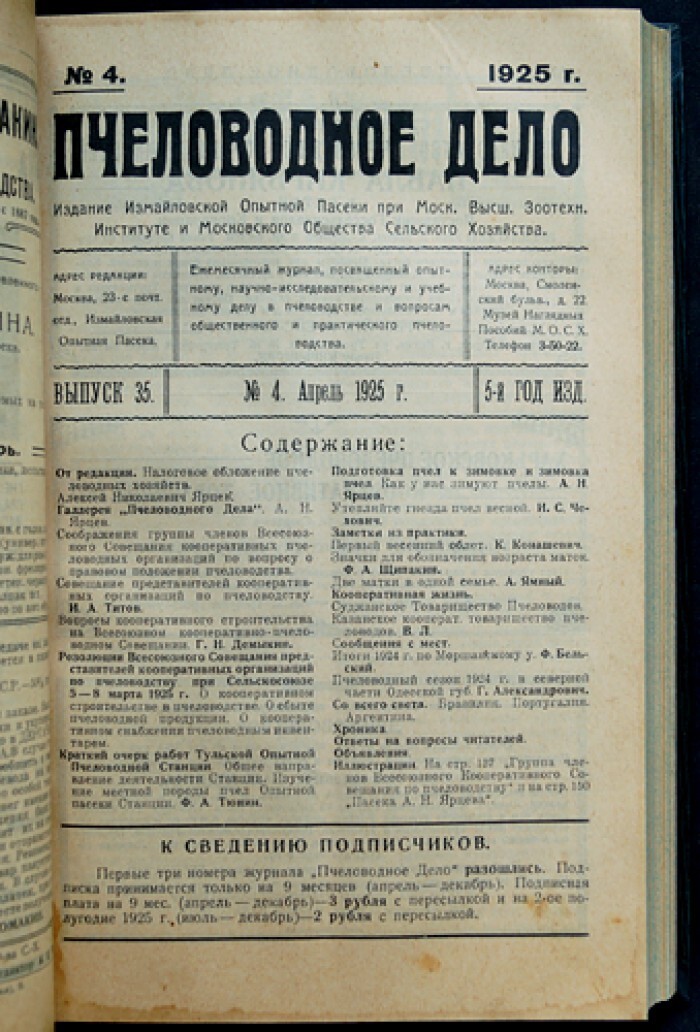 № 4.
1925 г.
ПЧЕЛОВОДНОЕ ДЕЛО
Издание Измайловской Опытной Пасеки при Моск. Высш. Зоотехн.
Институте и Московского Общества Сельского Хозяйства.
АДРЕС РЕДАКЦИИ:
Москва, 23-е почт.
отд., Измайловская
Опытная Пасека.
Ежемесячный журнал, посвященный опыт-
ному, научно-исследовательскому и учеб-
ному делу в пчеловодстве и вопросам
общественного и практического пчело-
водства.
АДРЕС КОНТОРЫ:
Москва, Смолен-
ский бульв., д. 22
Музей Наглядных
Пособий М. О. С. Х.
Телефон 3-50-22.
ВЫПУСК 35.
№ 4. Апрель 1925 г.
5-й ГОД ИЗД.
Содержание:
От редакции. Налоговое обложение пче-
ловодных хозяйств.
Алексей Николаевич Ярцев
Галлерея „Пчеловодного Дела". А. Н.
Ярцев.
Соображения группы членов Всесоюз-
ного Совещания кооперативных пче-
ловодных организаций по вопросу о
правовом положении пчеловодства.
Совещание представителей кооператив-
ных организаций по пчеловодству.
И. А. Титов.
Вопросы кооперативного строительства
на Всесоюзном кооперативно-пчело-
водном Совещании. Г. Н. Демыкин.
Резолюции Всесоюзного Совещания пред-
ставителей кооперативных организаций
по пчеловодству при Сельскосоюзе
5—8 марта 1925 г. О кооперативном
строительстве в пчеловодстве. О сбыте
пчеловодной продукции. О коопера-
тивном снабжении пчеловодным инвен-
тарем.
Краткий очерк работ Тульской Опытной
Пчеловодной Станции. Общее нап-
равление деятельности Станции. Изуче-
ние местной породы пчел Опытной
пасеки Станции. Ф. А. Тюнин.
Подготовка пчел к зимовке и зимовка
пчел. Как у нас зимуют пчелы. А. Н
Ярцев.
Утепляйте гнезда пчел весной. И. С. Че-
хович.
Заметки из практики.
Первый весенний облет. К. Конашевич.
Значки для обозначения возраста маток.
Ф. А. Щипакин.
Две матки в одной семье. А. Ямный.
Кооперативная жизнь.
Суджанское Товарищество Пчеловодов.
Казанское кооперат. товарищество пче-
ловодов. В. Л.
Сообщения с мест.
Итоги 1924 г. по Моршанскому у. Ф. Бель-
ский.
Пчеловодный сезон 1924 г. в северной
части Одесской губ. Г. Александрович.
Со всего света. Бразилия. Португалия.
Аргентина.
Хроника
Ответы на вопросы читателей.
Объявления.
Иллюстрации. На стр. 137 „Группа чле-
нов Всесоюзного Кооперативного Со-
вещания по пчеловодству" и на стр. 150
„Пасека А. Н. Ярцева".
К СВЕДЕНИЮ ПОДПИСЧИКОВ.
Первые три номера журнала „Пчеловодное Дело" разошлись. Под-
писка принимается только на 9 месяцев (апрель—декабрь). Подписная
плата на 9 мес. (апрель—декабрь)—3 рубля с пересылкой и на 2-ое по-
лугодие 1925 г. (июль—декабрь)—2 рубля с пересылкой.